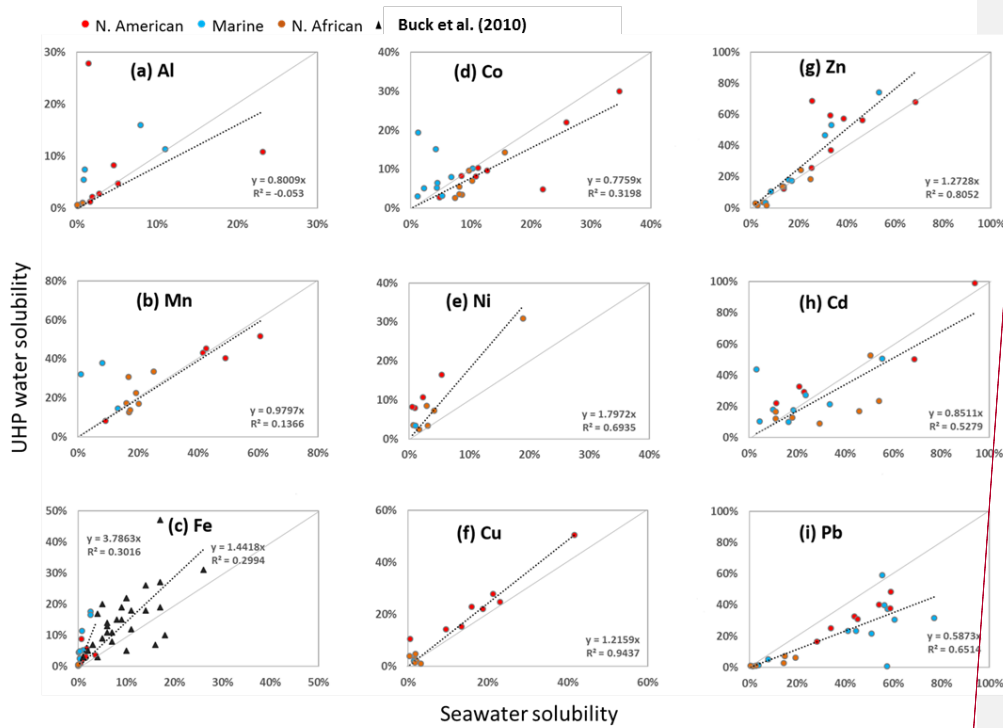 N. American Marine N. African Buck et al. (2010)
UHP water solubility
(a) Al
30%
20%
10%
0%
y = 0.8009x
R² = -0.053
0% 10% 20% 30%
(d) Co
40%
30%
20%
10%
0%
y = 0.7759x
R² = 0.3198
0% 10% 20% 30% 40%
(g) Zn
100%
80%
60%
40%
20%
0%
y = 1.2728x
R² = 0.8052
0% 20% 40% 60% 80% 100%
(b) Mn
80%
60%
40%
20%
0%
y = 0.9797x
R² = 0.1366
0% 20% 40% 60% 80%
(e) Ni
40%
30%
20%
10%
0%
y = 1.7972x
R² = 0.6935
0% 10% 20% 30% 40%
(h) Cd
100%
80%
60%
40%
20%
0%
y = 0.8511x
R² = 0.5279
0% 20% 40% 60% 80% 100%
(c) Fe
50%
40%
30%
20%
10%
0%
y = 3.7863x
R² = 0.3016
y = 1.4418x
R² = 0.2994
0% 10% 20% 30% 40% 50%
(f) Cu
60%
40%
20%
0%
y = 1.2159x
R² = 0.9437
0% 20% 40% 60%
(i) Pb
100%
80%
60%
40%
20%
0%
y = 0.5873x
R² = 0.6514
0% 20% 40% 60% 80% 100%
Seawater solubility